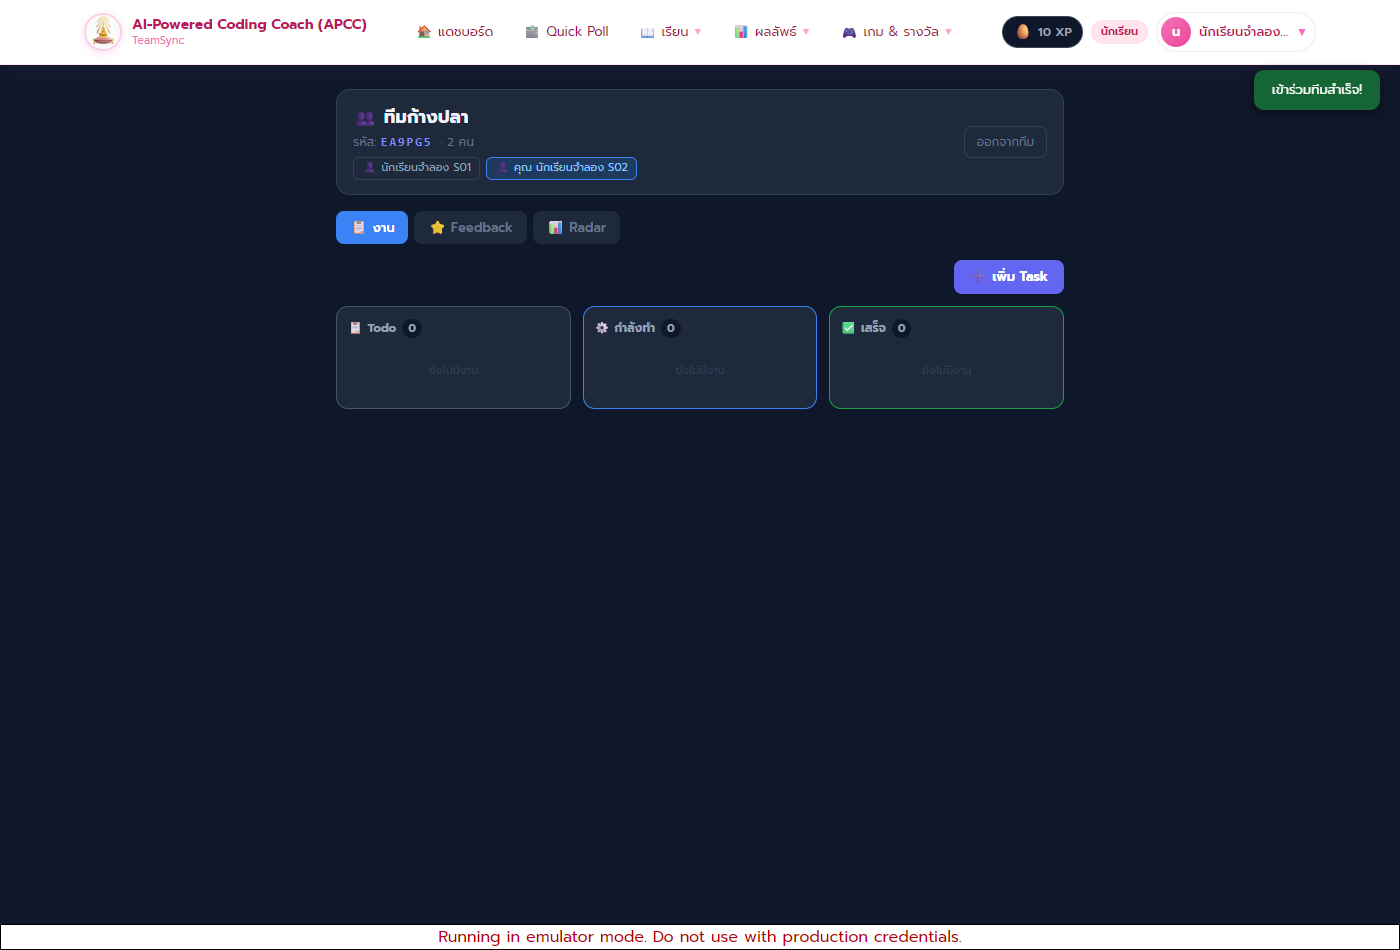 AI-Powered Coding Coach (APCC)
TeamSync
แดชบอร์ด
Quick Poll
เรียน ▼
ผลลัพธ์ ▼
เกม & รางวัล ▼
10 XP
นักเรียน
น
นักเรียนจำลอง... ▼
เข้าร่วมทีมสำเร็จ!
ทีมก้างปลา
รหัส: EA9PG5 · 2 คน
นักเรียนจำลอง S01
คุณ นักเรียนจำลอง S02
ออกจากทีม
งาน
Feedback
Radar
เพิ่ม Task
Todo 0
ยังไม่มีงาน
กำลังทำ 0
ยังไม่มีงาน
เสร็จ 0
ยังไม่มีงาน
Running in emulator mode. Do not use with production credentials.